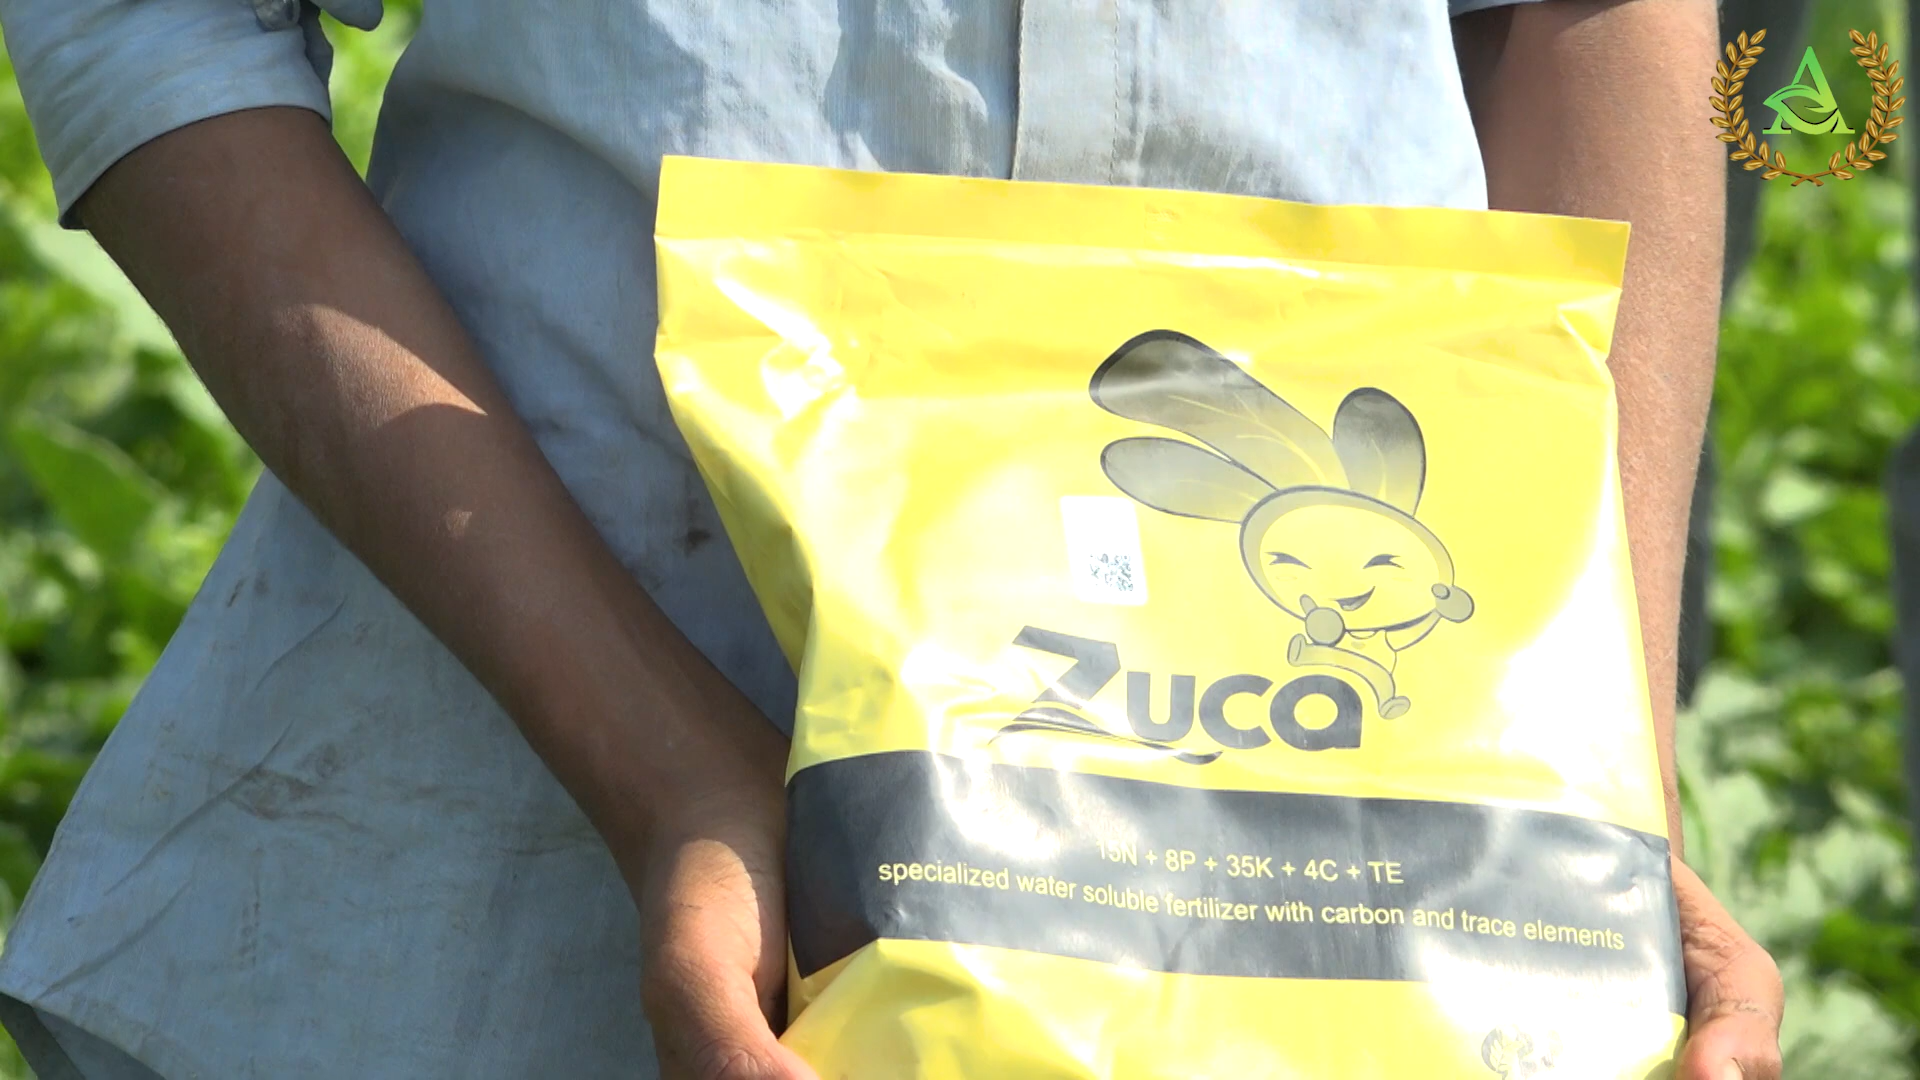 Zuca
15N + 8P + 35K + 4C + TE
specialized water soluble fertilizer with carbon and trace elements